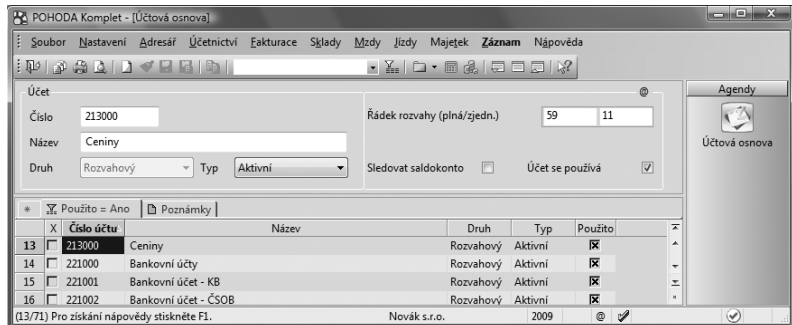 POHODA Komplet - [Účtová osnova]
Soubor Nastavení Adresář Účetnictví Fakturace Sklady Mzdy Jízdy Majetek Záznam Nápověda
Účet @
Číslo 213000 Řádek rozvahy (plná/zjedn.) 59 11
Název Ceniny
Druh Rozvahový Typ Aktivní Sledovat saldokonto Účet se používá
Agendy
Účtová osnova
* Použito = Ano Poznámky
X Číslo účtu Název Druh Typ Použito
13 213000 Ceniny Rozvahový Aktivní
14 221000 Bankovní účty Rozvahový Aktivní
15 221001 Bankovní účet - KB Rozvahový Aktivní
16 221002 Bankovní účet - ČSOB Rozvahový Aktivní
(13/71) Pro získání nápovědy stiskněte F1. Novák s.r.o. 2009 @